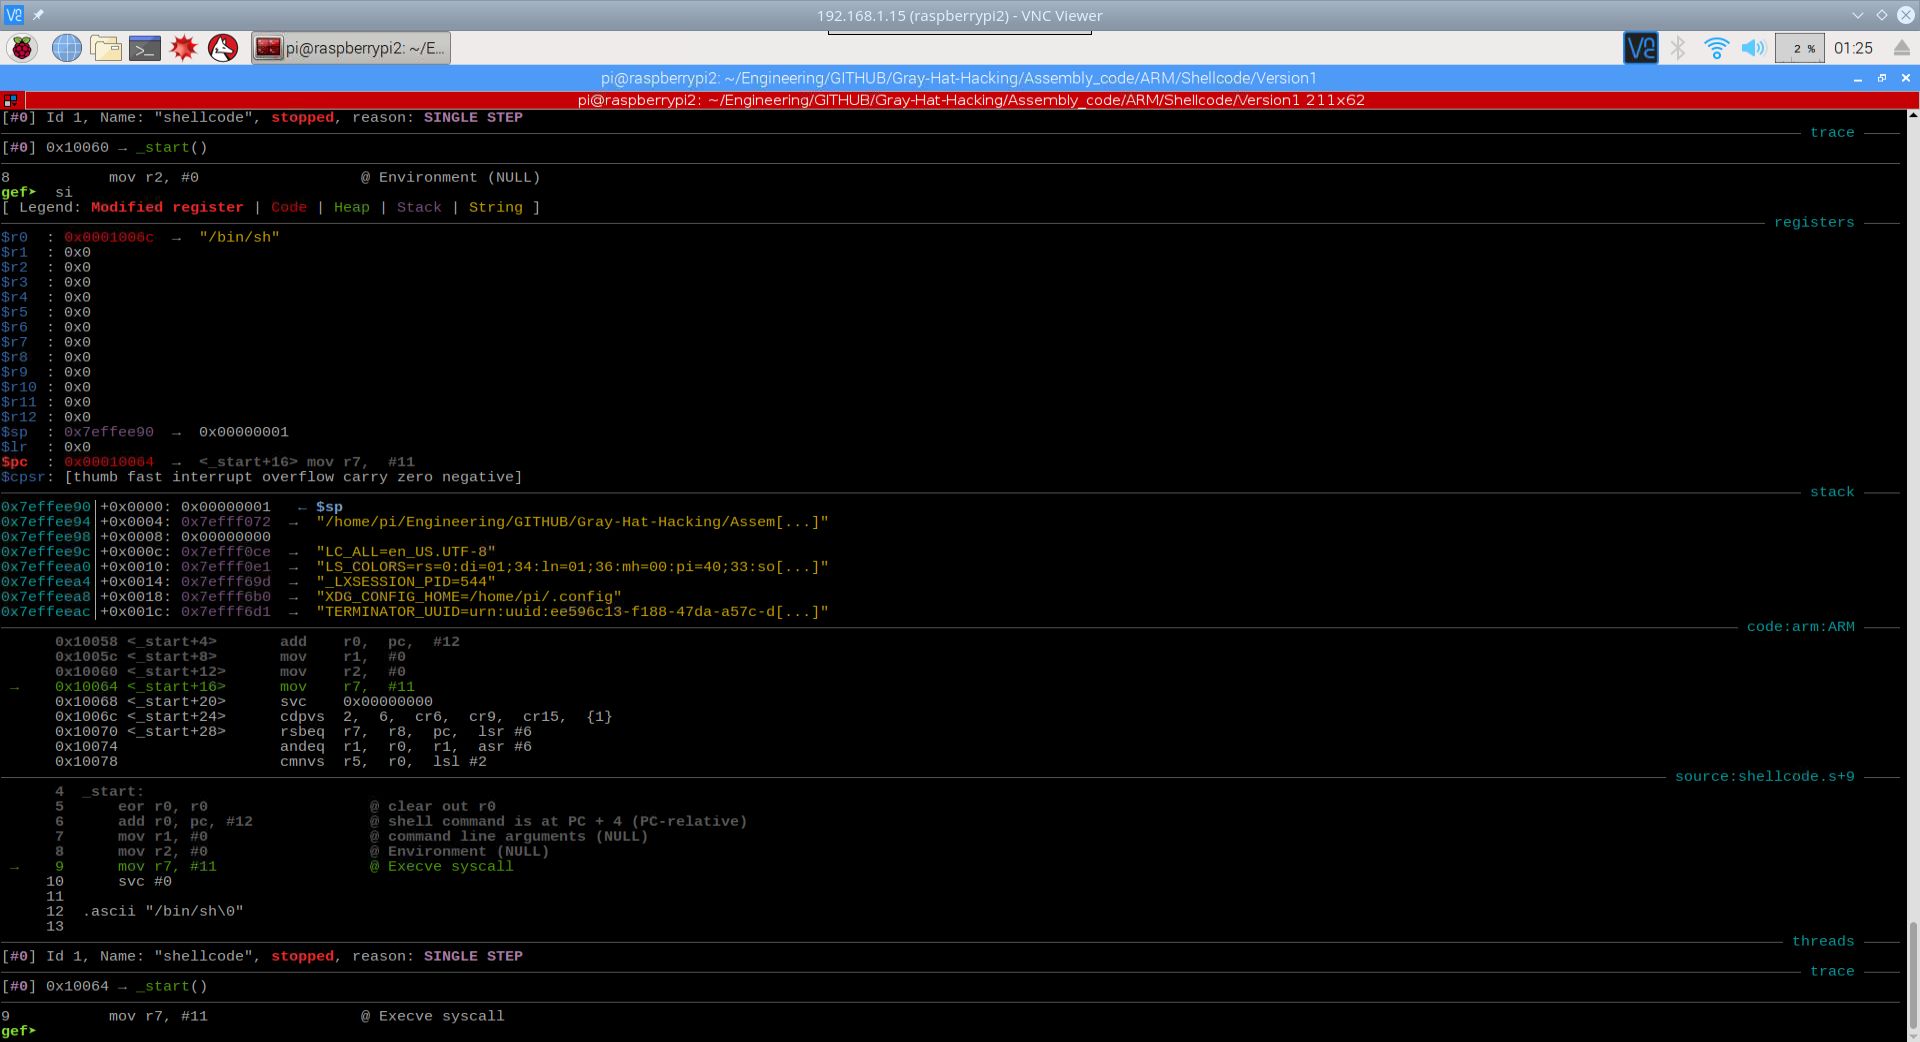 192.168.1.15 (raspberrypi2) - VNC Viewer
pi@raspberrypi2: ~/E...
2 %
01:25
pi@raspberrypi2: ~/Engineering/GITHUB/Gray-Hat-Hacking/Assembly_code/ARM/Shellcode/Version1
pi@raspberrypi2: ~/Engineering/GITHUB/Gray-Hat-Hacking/Assembly_code/ARM/Shellcode/Version1 211x62
[#0] Id 1, Name: "shellcode", stopped, reason: SINGLE STEP
trace
[#0] 0x10060 → _start()
8 mov r2, #0 @ Environment (NULL)
gef➤ si
[ Legend: Modified register | Code | Heap | Stack | String ]
registers
$r0 : 0x0001006c → "/bin/sh"
$r1 : 0x0
$r2 : 0x0
$r3 : 0x0
$r4 : 0x0
$r5 : 0x0
$r6 : 0x0
$r7 : 0x0
$r8 : 0x0
$r9 : 0x0
$r10 : 0x0
$r11 : 0x0
$r12 : 0x0
$sp : 0x7effee90 → 0x00000001
$lr : 0x0
$pc : 0x00010064 → <_start+16> mov r7, #11
$cpsr: [thumb fast interrupt overflow carry zero negative]
stack
0x7effee90│+0x0000: 0x00000001 ← $sp
0x7effee94│+0x0004: 0x7efff072 → "/home/pi/Engineering/GITHUB/Gray-Hat-Hacking/Assem[...]"
0x7effee98│+0x0008: 0x00000000
0x7effee9c│+0x000c: 0x7efff0ce → "LC_ALL=en_US.UTF-8"
0x7effeea0│+0x0010: 0x7efff0e1 → "LS_COLORS=rs=0:di=01;34:ln=01;36:mh=00:pi=40;33:so[...]"
0x7effeea4│+0x0014: 0x7efff69d → "_LXSESSION_PID=544"
0x7effeea8│+0x0018: 0x7efff6b0 → "XDG_CONFIG_HOME=/home/pi/.config"
0x7effeeac│+0x001c: 0x7efff6d1 → "TERMINATOR_UUID=urn:uuid:ee596c13-f188-47da-a57c-d[...]"
code:arm:ARM
0x10058 <_start+4> add r0, pc, #12
0x1005c <_start+8> mov r1, #0
0x10060 <_start+12> mov r2, #0
→ 0x10064 <_start+16> mov r7, #11
0x10068 <_start+20> svc 0x00000000
0x1006c <_start+24> cdpvs 2, 6, cr6, cr9, cr15, {1}
0x10070 <_start+28> rsbeq r7, r8, pc, lsr #6
0x10074 andeq r1, r0, r1, asr #6
0x10078 cmnvs r5, r0, lsl #2
source:shellcode.s+9
4 _start:
5 eor r0, r0 @ clear out r0
6 add r0, pc, #12 @ shell command is at PC + 4 (PC-relative)
7 mov r1, #0 @ command line arguments (NULL)
8 mov r2, #0 @ Environment (NULL)
→ 9 mov r7, #11 @ Execve syscall
10 svc #0
11
12 .ascii "/bin/sh\0"
13
threads
[#0] Id 1, Name: "shellcode", stopped, reason: SINGLE STEP
trace
[#0] 0x10064 → _start()
9 mov r7, #11 @ Execve syscall
gef➤